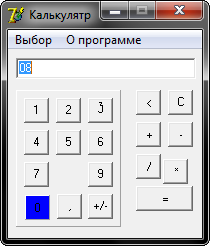 Калькулятр
Выбор О программе
08
1 2 3 < C
4 5 6 + -
7 9 / ×
, +/- =